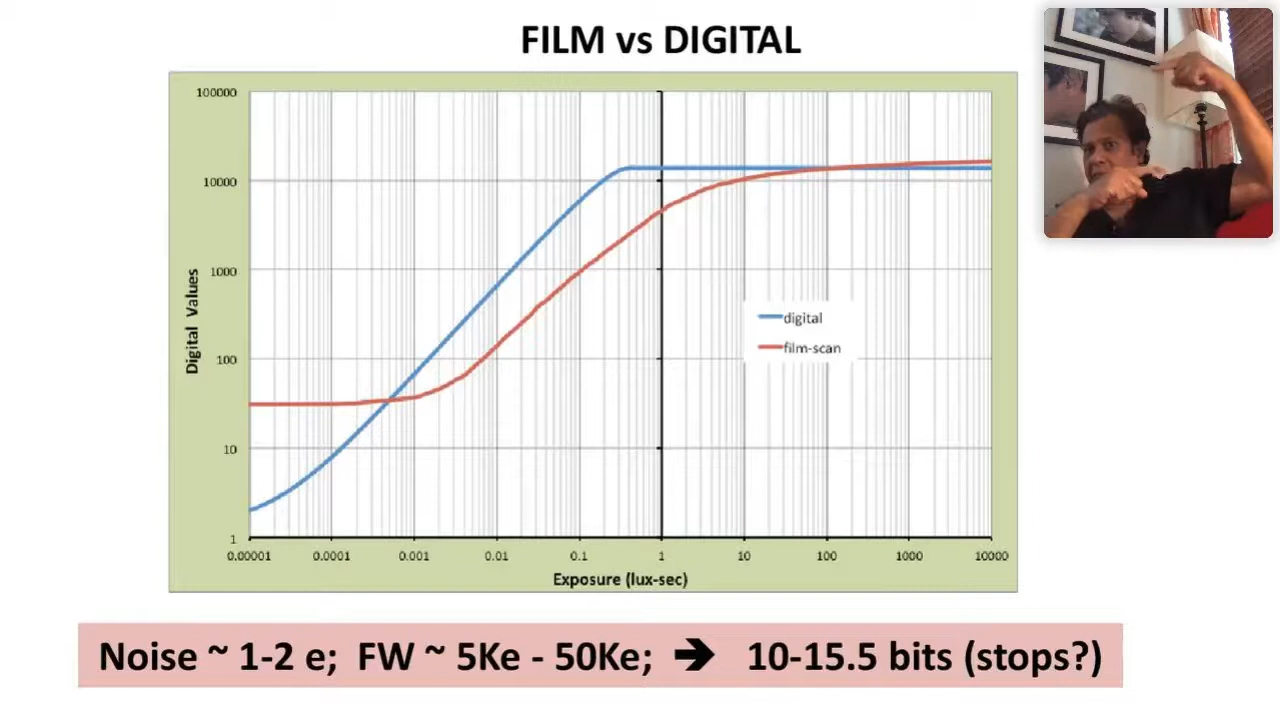 FILM vs DIGITAL
100000
10000
1000
100
10
1
Digital Values
0.00001 0.0001 0.001 0.01 0.1 1 10 100 1000 10000
Exposure (lux-sec)
digital
film-scan
Noise ~ 1-2 e; FW ~ 5Ke - 50Ke; 🡺 10-15.5 bits (stops?)